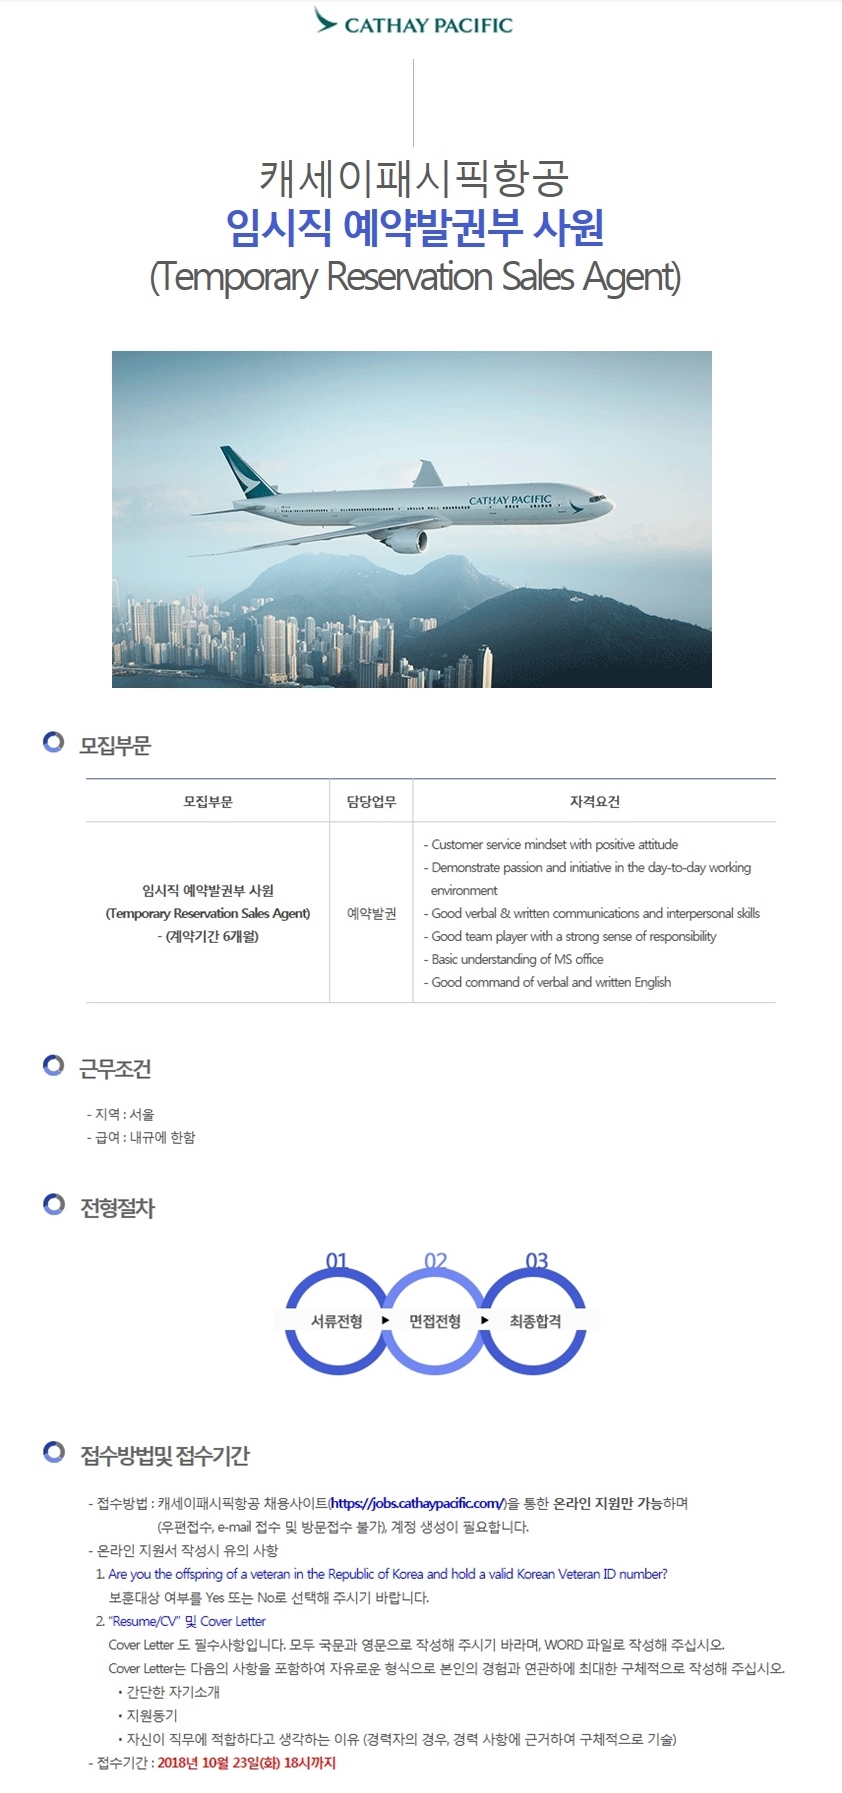 CATHAY PACIFIC
캐세이패시픽항공
임시직 예약발권부 사원
(Temporary Reservation Sales Agent)
CATHAY PACIFIC
모집부문
모집부문 담당업무 자격요건
임시직 예약발권부 사원
(Temporary Reservation Sales Agent)
- (계약기간 6개월)
예약발권
- Customer service mindset with positive attitude
- Demonstrate passion and initiative in the day-to-day working
environment
- Good verbal & written communications and interpersonal skills
- Good team player with a strong sense of responsibility
- Basic understanding of MS office
- Good command of verbal and written English
근무조건
- 지역 : 서울
- 급여 : 내규에 한함
전형절차
01 02 03
서류전형 ▶ 면접전형 ▶ 최종합격
접수방법및 접수기간
- 접수방법 : 캐세이패시픽항공 채용사이트(https://jobs.cathaypacific.com/)을 통한 온라인 지원만 가능하며
(우편접수, e-mail 접수 및 방문접수 불가), 계정 생성이 필요합니다.
- 온라인 지원서 작성시 유의 사항
1. Are you the offspring of a veteran in the Republic of Korea and hold a valid Korean Veteran ID number?
보훈대상 여부를 Yes 또는 No로 선택해 주시기 바랍니다.
2. "Resume/CV" 및 Cover Letter
Cover Letter 도 필수사항입니다. 모두 국문과 영문으로 작성해 주시기 바라며, WORD 파일로 작성해 주십시오.
Cover Letter는 다음의 사항을 포함하여 자유로운 형식으로 본인의 경험과 연관하에 최대한 구체적으로 작성해 주십시오.
• 간단한 자기소개
• 지원동기
• 자신이 직무에 적합하다고 생각하는 이유 (경력자의 경우, 경력 사항에 근거하여 구체적으로 기술)
- 접수기간 : 2018년 10월 23일(화) 18시까지